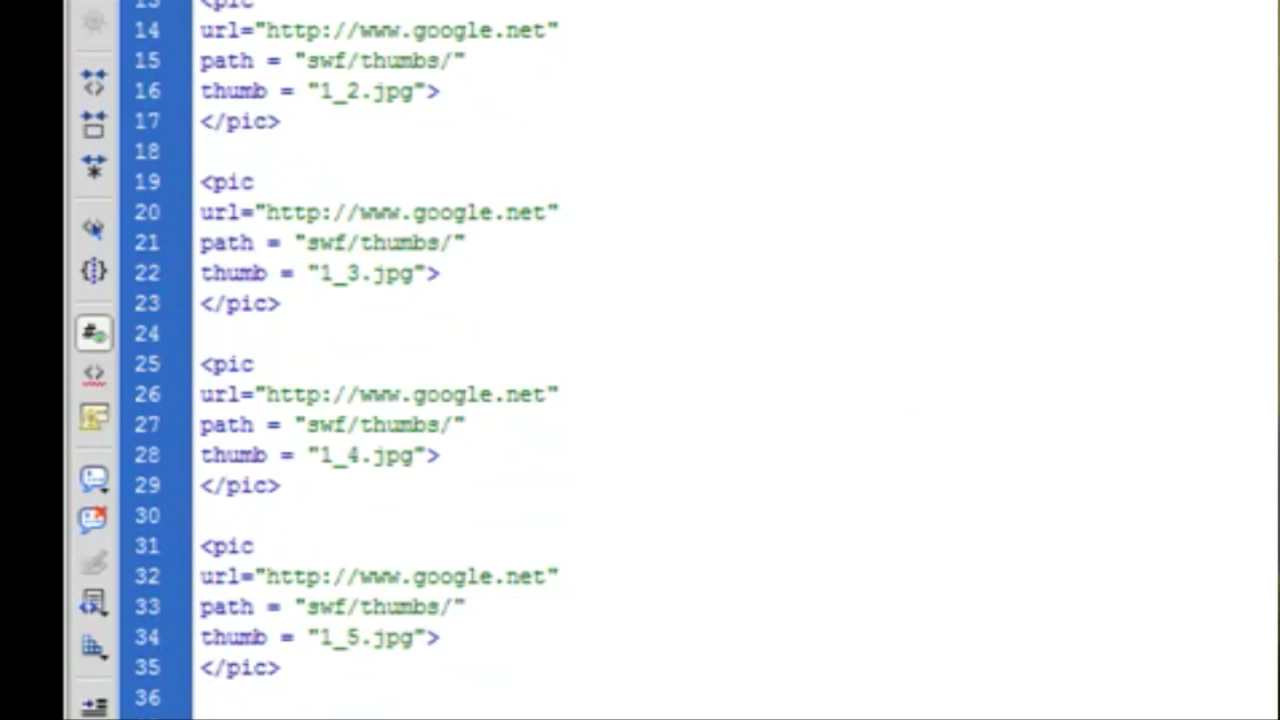 13 <pic
14 url="http://www.google.net"
15 path = "swf/thumbs/"
16 thumb = "1_2.jpg">
17 </pic>
18
19 <pic
20 url="http://www.google.net"
21 path = "swf/thumbs/"
22 thumb = "1_3.jpg">
23 </pic>
24
25 <pic
26 url="http://www.google.net"
27 path = "swf/thumbs/"
28 thumb = "1_4.jpg">
29 </pic>
30
31 <pic
32 url="http://www.google.net"
33 path = "swf/thumbs/"
34 thumb = "1_5.jpg">
35 </pic>
36